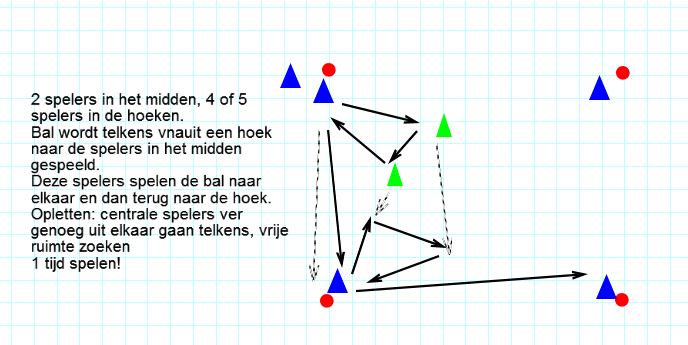 2 spelers in het midden, 4 of 5
spelers in de hoeken.
Bal wordt telkens vnauit een hoek
naar de spelers in het midden
gespeeld.
Deze spelers spelen de bal naar
elkaar en dan terug naar de hoek.
Opletten: centrale spelers ver
genoeg uit elkaar gaan telkens, vrije
ruimte zoeken
1 tijd spelen!